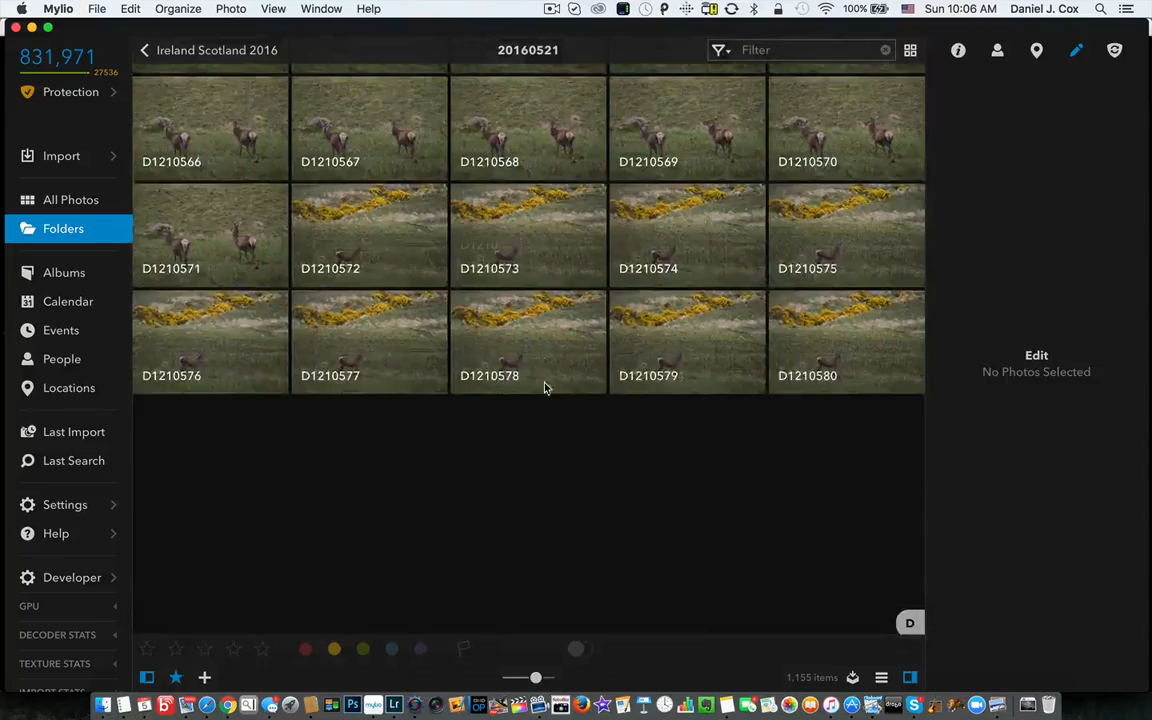 Mylio File Edit Organize Photo View Window Help 100% Sun 10:06 AM Daniel J. Cox
831,971
27536
Ireland Scotland 2016 20160521 Filter
Protection
Import
All Photos
Folders
Albums
Calendar
Events
People
Locations
Last Import
Last Search
Settings
Help
Developer
GPU
DECODER STATS
TEXTURE STATS
D1210566 D1210567 D1210568 D1210569 D1210570
D1210571 D1210572 D1210573 D1210574 D1210575
D1210576 D1210577 D1210578 D1210579 D1210580
Edit
No Photos Selected
D
1,155 items